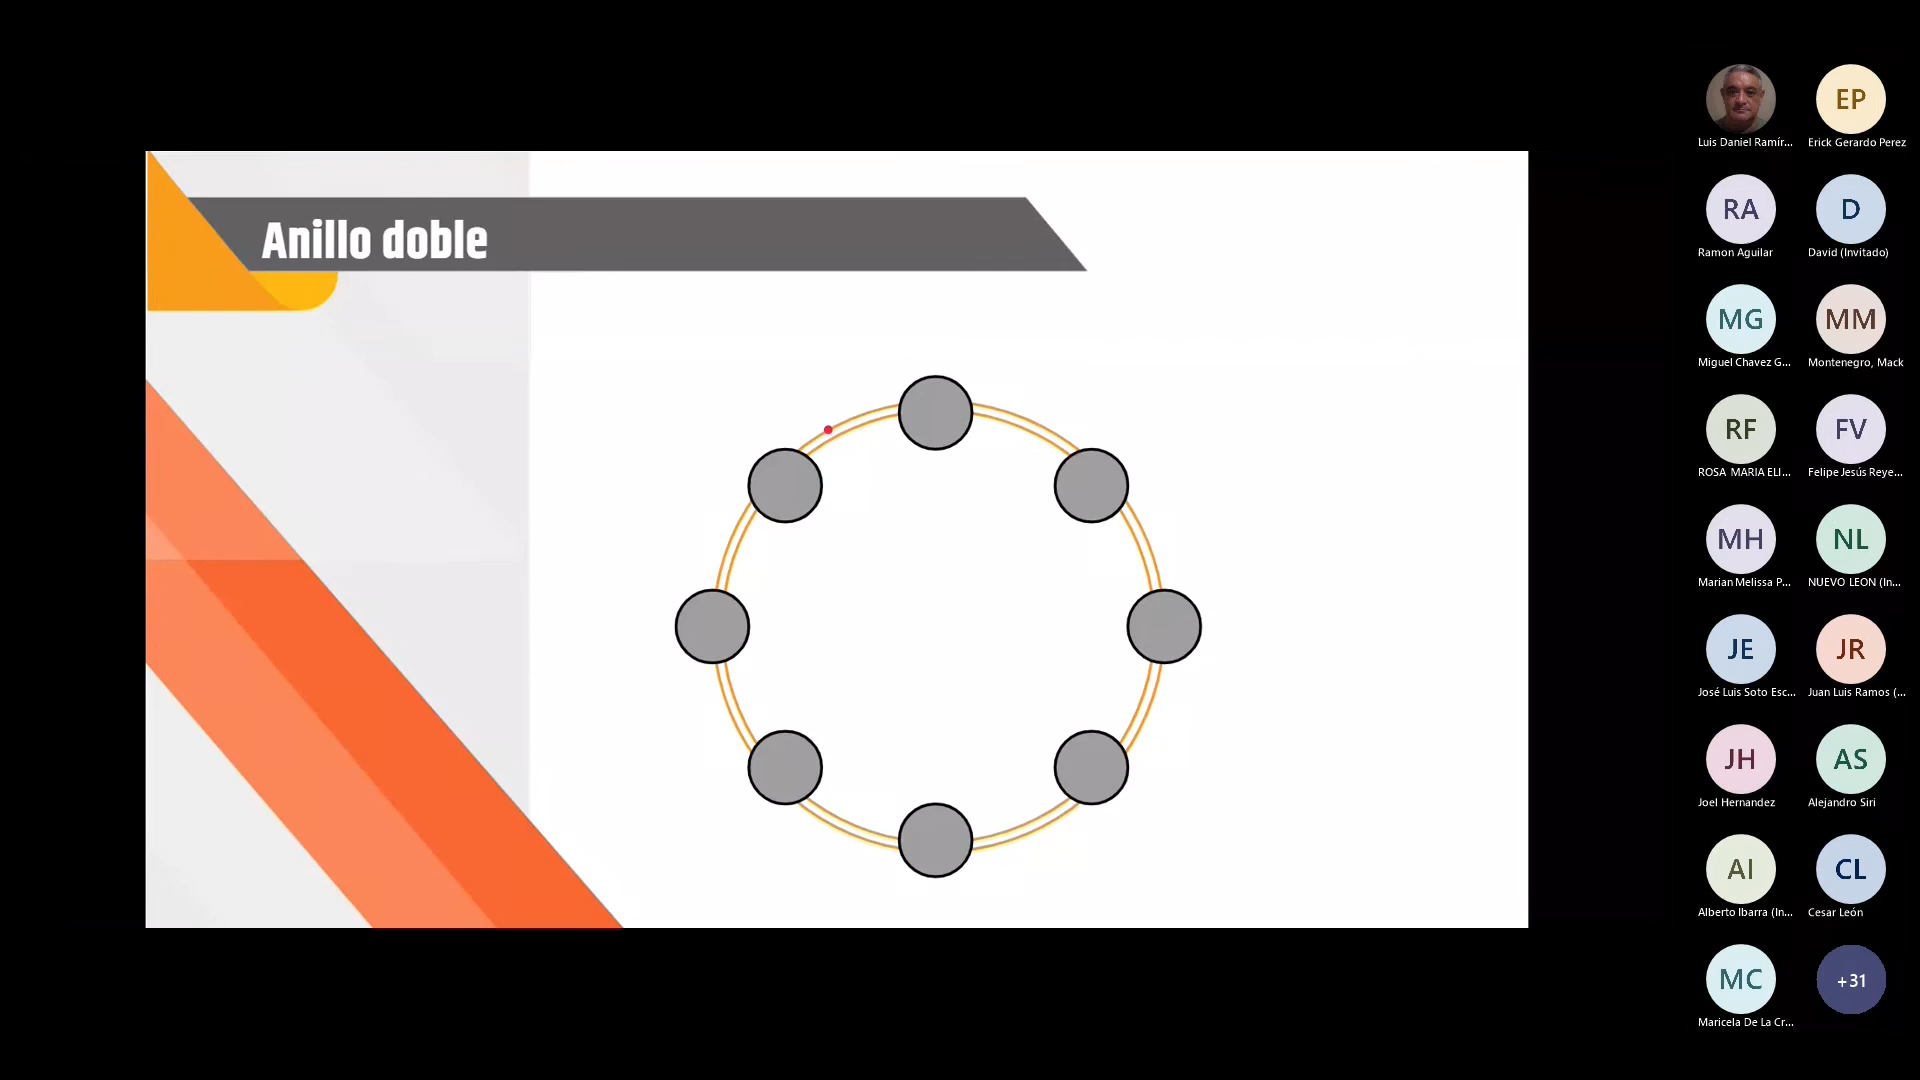 Anillo doble
Luis Daniel Ramír...
EP
Erick Gerardo Perez
RA
Ramon Aguilar
D
David (Invitado)
MG
Miguel Chavez G...
MM
Montenegro, Mack
RF
ROSA MARIA ELI...
FV
Felipe Jesús Reye...
MH
Marian Melissa P...
NL
NUEVO LEON (In...
JE
José Luis Soto Esc...
JR
Juan Luis Ramos (...
JH
Joel Hernandez
AS
Alejandro Siri
AI
Alberto Ibarra (In...
CL
Cesar León
MC
Maricela De La Cr...
+31